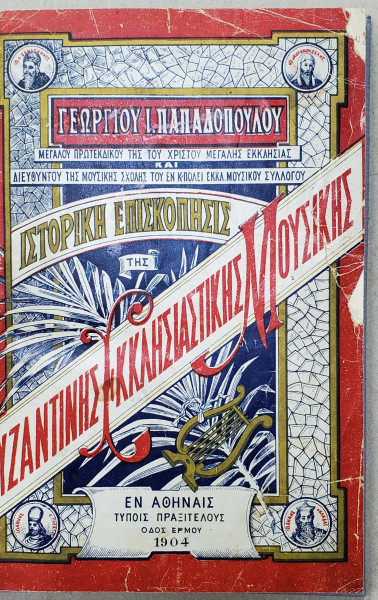 ΓΕΩΡΓΙΟΥ Ι. ΠΑΠΑΔΟΠΟΥΛΟΥ
ΜΕΓΑΛΟΥ ΠΡΩΤΕΚΔΙΚΟΥ ΤΗΣ ΤΟΥ ΧΡΙΣΤΟΥ ΜΕΓΑΛΗΣ ΕΚΚΛΗΣΙΑΣ
ΚΑΙ
ΔΙΕΥΘΥΝΤΟΥ ΤΗΣ ΜΟΥΣΙΚΗΣ ΣΧΟΛΗΣ ΤΟΥ ΕΝ ΚΠΟΛΕΙ ΕΚΚΛ. ΜΟΥΣΙΚΟΥ ΣΥΛΛΟΓΟΥ
ΙΣΤΟΡΙΚΗ ΕΠΙΣΚΟΠΗΣΙΣ
ΤΗΣ
ΥΖΑΝΤΙΝΗΣ ΕΚΚΛΗΣΙΑΣΤΙΚΗΣ ΜΟΥΣΙΚΗΣ
ΕΝ ΑΘΗΝΑΙΣ
ΤΥΠΟΙΣ ΠΡΑΞΙΤΕΛΟΥΣ
ΟΔΟΣ ΕΡΜΟΥ
1904